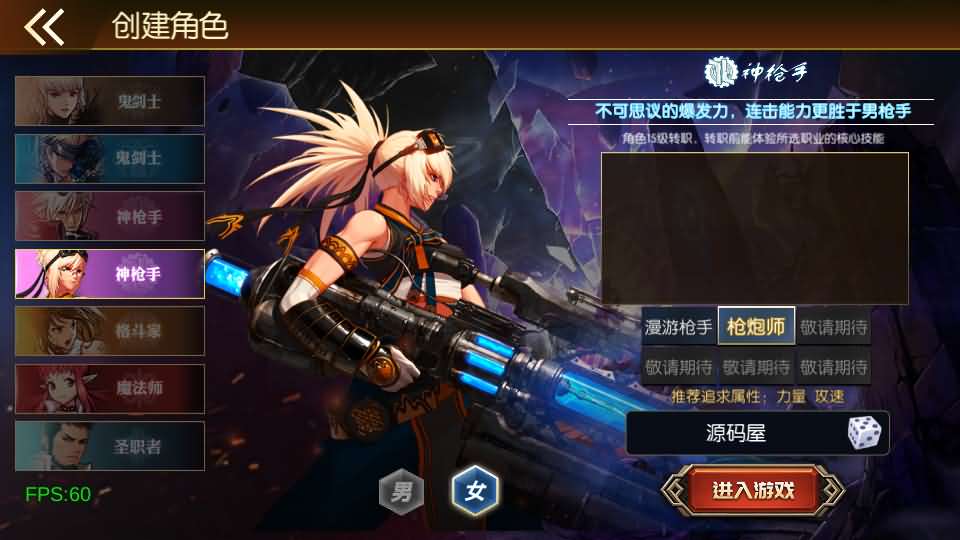 创建角色
鬼剑士
鬼剑士
神枪手
神枪手
格斗家
魔法师
圣职者
FPS:60
男
女
神枪手
不可思议的爆发力，连击能力更胜于男枪手
角色15级转职，转职前能体验所选职业的核心技能
漫游枪手 枪炮师 敬请期待
敬请期待 敬请期待 敬请期待
推荐追求属性：力量 攻速
源码屋
进入游戏